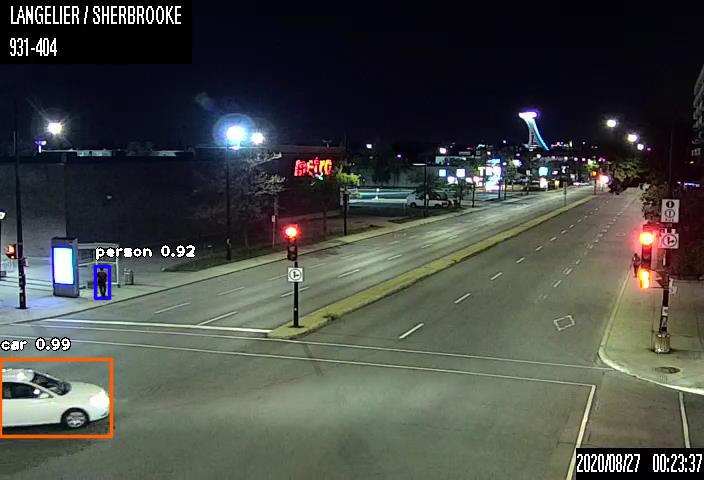 LANGELIER / SHERBROOKE
931-404
metro
person 0.92
car 0.99
2020/08/27 00:23:37